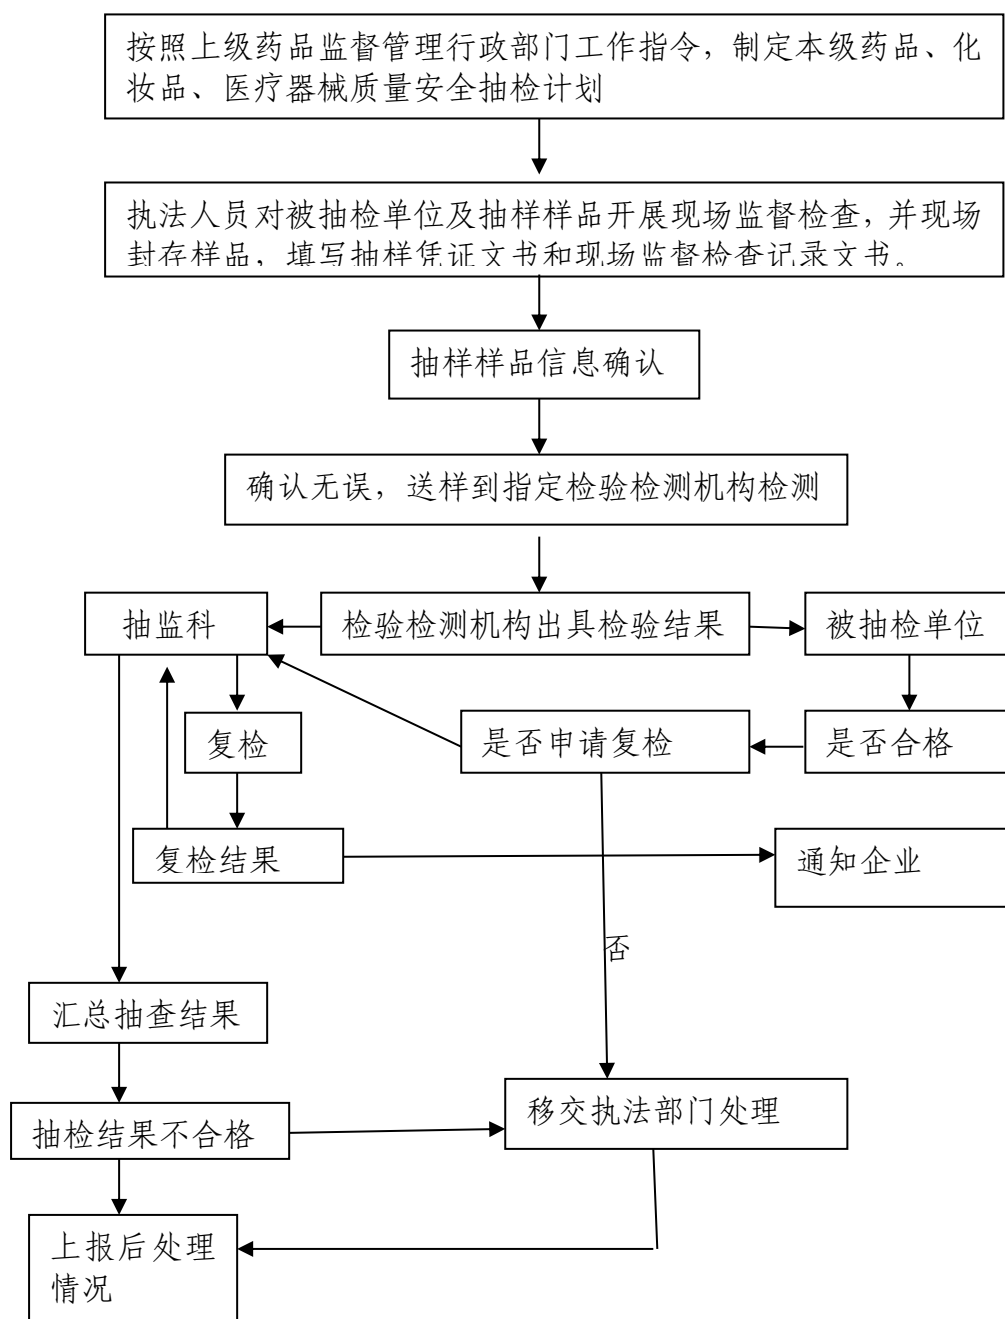 按照上级药品监督管理行政部门工作指令，制定本级药品、化
妆品、医疗器械质量安全抽检计划
执法人员对被抽检单位及抽样样品开展现场监督检查，并现场
封存样品，填写抽样凭证文书和现场监督检查记录文书。
抽样样品信息确认
确认无误，送样到指定检验检测机构检测
抽监科
检验检测机构出具检验结果
被抽检单位
复检
是否申请复检
是否合格
复检结果
通知企业
否
汇总抽查结果
抽检结果不合格
移交执法部门处理
上报后处理
情况